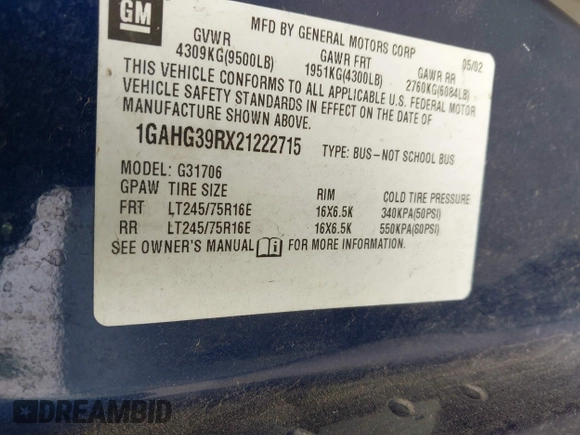 GM
MFD BY GENERAL MOTORS CORP
05/02
GVWR GAWR FRT GAWR RR
4309KG(9500LB) 1951KG(4300LB) 2760KG(6084LB)
THIS VEHICLE CONFORMS TO ALL APPLICABLE U.S. FEDERAL MOTOR
VEHICLE SAFETY STANDARDS IN EFFECT ON THE DATE OF
MANUFACTURE SHOWN ABOVE.
1GAHG39RX21222715 TYPE: BUS-NOT SCHOOL BUS
MODEL: G31706
GPAW TIRE SIZE RIM COLD TIRE PRESSURE
FRT LT245/75R16E 16X6.5K 340KPA(50PSI)
RR LT245/75R16E 16X6.5K 550KPA(80PSI)
SEE OWNER'S MANUAL FOR MORE INFORMATION.
DREAMBID